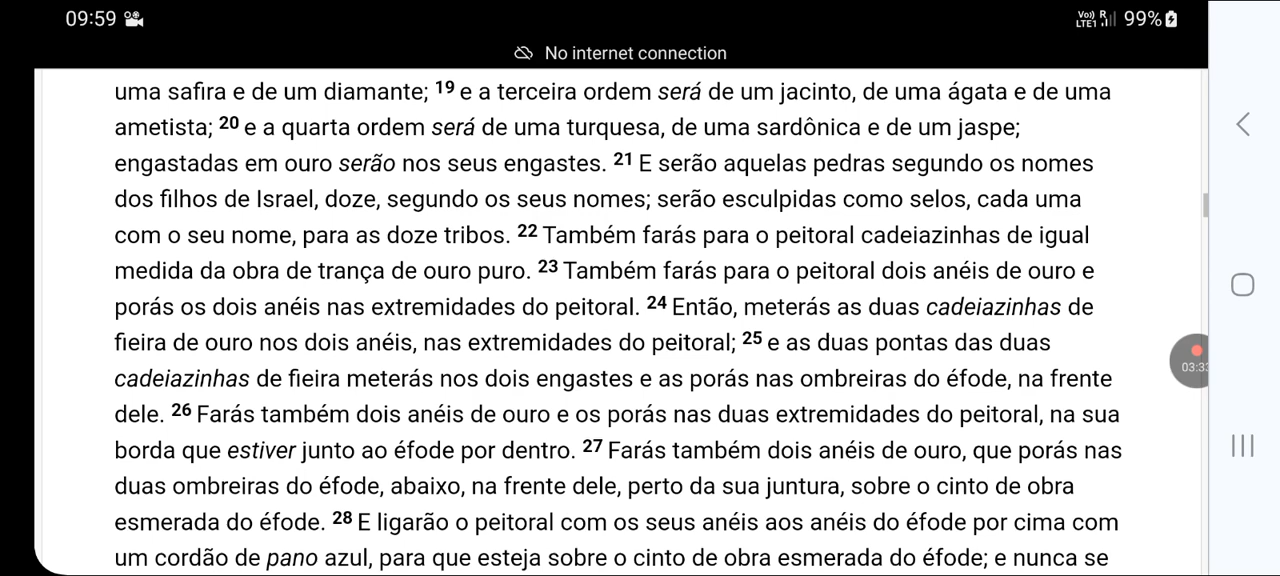 09:59
Vo)) R
LTE1
99%
No internet connection
uma safira e de um diamante; 19 e a terceira ordem será de um jacinto, de uma ágata e de uma
ametista; 20 e a quarta ordem será de uma turquesa, de uma sardônica e de um jaspe;
engastadas em ouro serão nos seus engastes. 21 E serão aquelas pedras segundo os nomes
dos filhos de Israel, doze, segundo os seus nomes; serão esculpidas como selos, cada uma
com o seu nome, para as doze tribos. 22 Também farás para o peitoral cadeiazinhas de igual
medida da obra de trança de ouro puro. 23 Também farás para o peitoral dois anéis de ouro e
porás os dois anéis nas extremidades do peitoral. 24 Então, meterás as duas cadeiazinhas de
fieira de ouro nos dois anéis, nas extremidades do peitoral; 25 e as duas pontas das duas
cadeiazinhas de fieira meterás nos dois engastes e as porás nas ombreiras do éfode, na frente
dele. 26 Farás também dois anéis de ouro e os porás nas duas extremidades do peitoral, na sua
borda que estiver junto ao éfode por dentro. 27 Farás também dois anéis de ouro, que porás nas
duas ombreiras do éfode, abaixo, na frente dele, perto da sua juntura, sobre o cinto de obra
esmerada do éfode. 28 E ligarão o peitoral com os seus anéis aos anéis do éfode por cima com
um cordão de pano azul, para que esteja sobre o cinto de obra esmerada do éfode; e nunca se